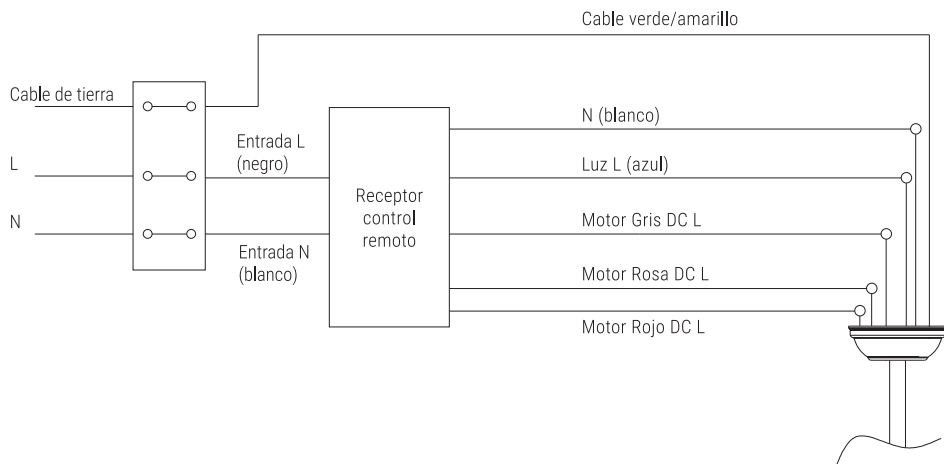 Cable verde/amarillo
Cable de tierra
L
N
Entrada L
(negro)
Entrada N
(blanco)
Receptor
control
remoto
N (blanco)
Luz L (azul)
Motor Gris DC L
Motor Rosa DC L
Motor Rojo DC L